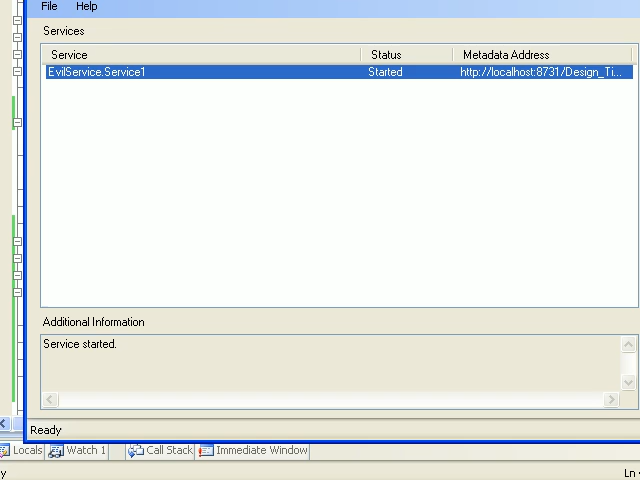 File Help
Services
Service Status Metadata Address
EvilService.Service1 Started http://localhost:8731/Design_Ti...
Additional Information
Service started.
Ready
Locals Watch 1 Call Stack Immediate Window
y Ln